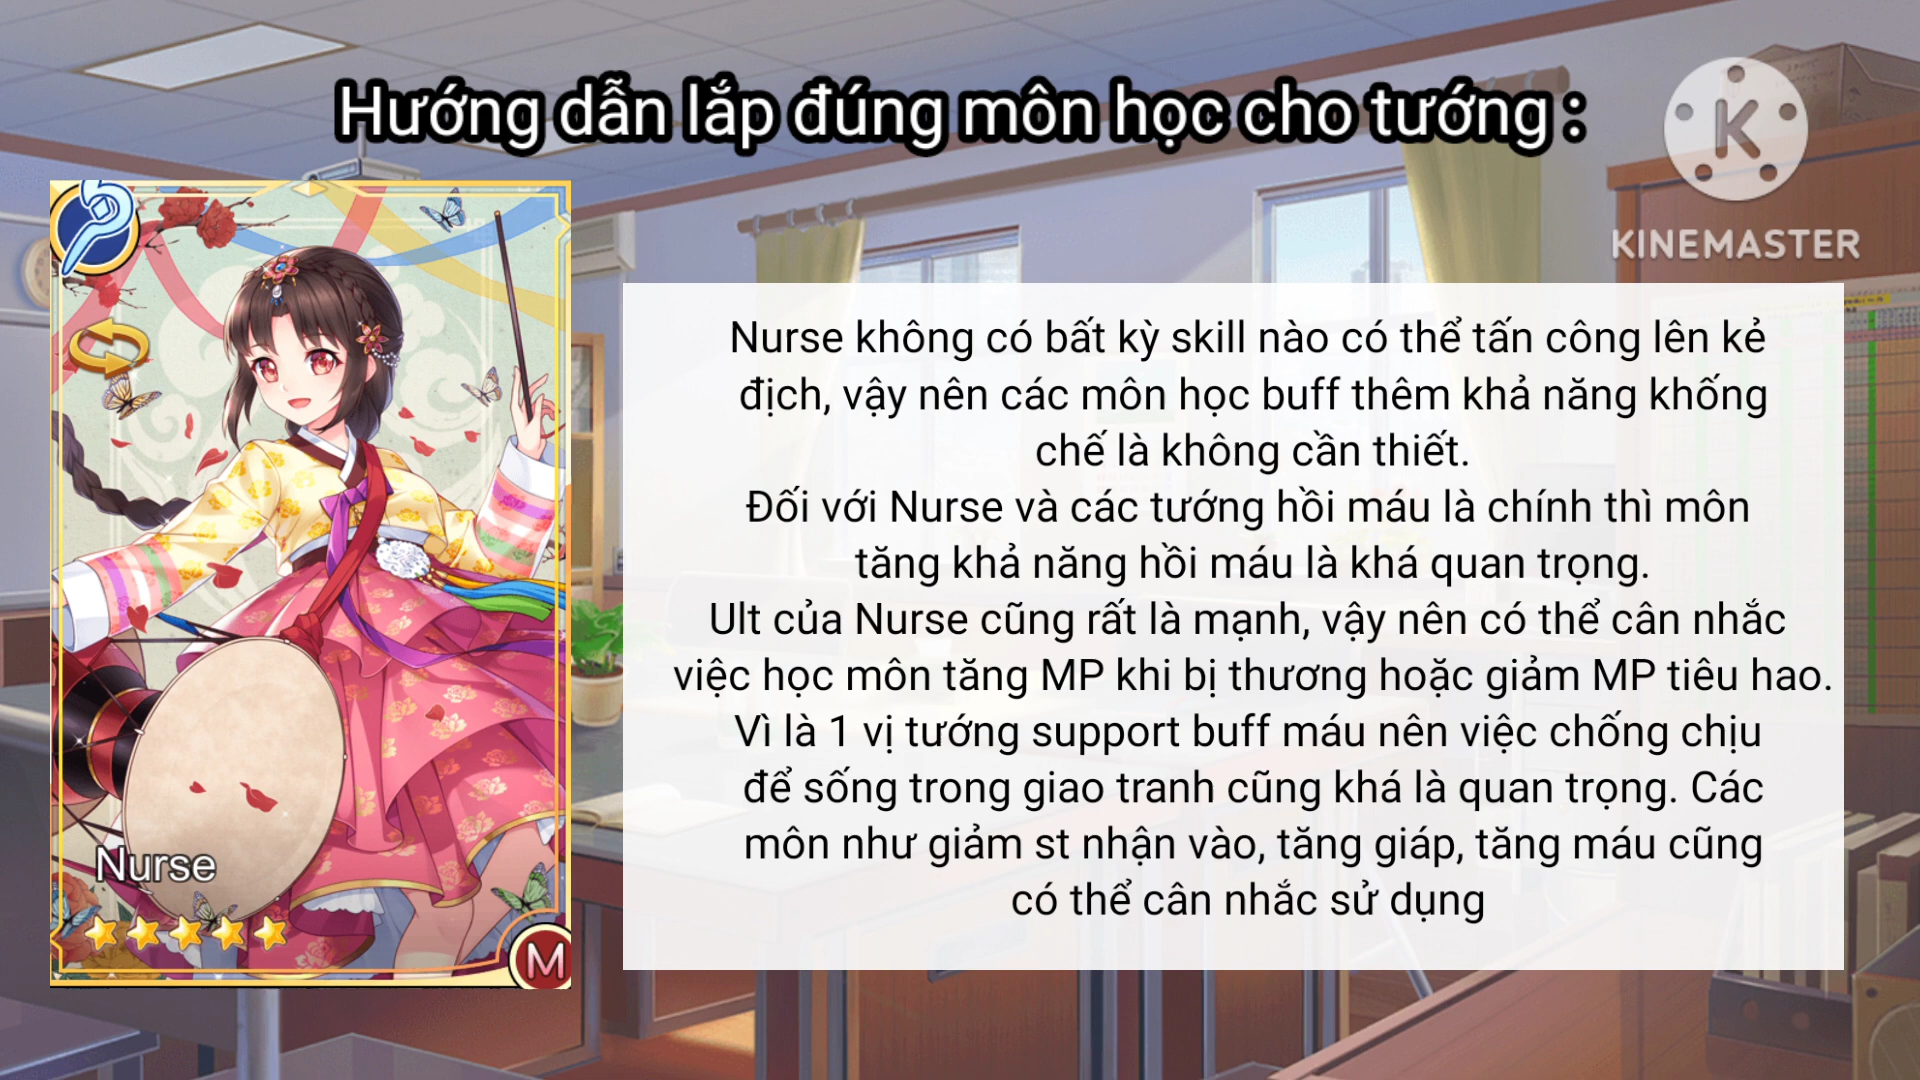 Hướng dẫn lắp đúng môn học cho tướng :
K
KINEMASTER
Nurse không có bất kỳ skill nào có thể tấn công lên kẻ
địch, vậy nên các môn học buff thêm khả năng khống
chế là không cần thiết.
Đối với Nurse và các tướng hồi máu là chính thì môn
tăng khả năng hồi máu là khá quan trọng.
Ult của Nurse cũng rất là mạnh, vậy nên có thể cân nhắc
việc học môn tăng MP khi bị thương hoặc giảm MP tiêu hao.
Vì là 1 vị tướng support buff máu nên việc chống chịu
để sống trong giao tranh cũng khá là quan trọng. Các
môn như giảm st nhận vào, tăng giáp, tăng máu cũng
có thể cân nhắc sử dụng
Nurse
M